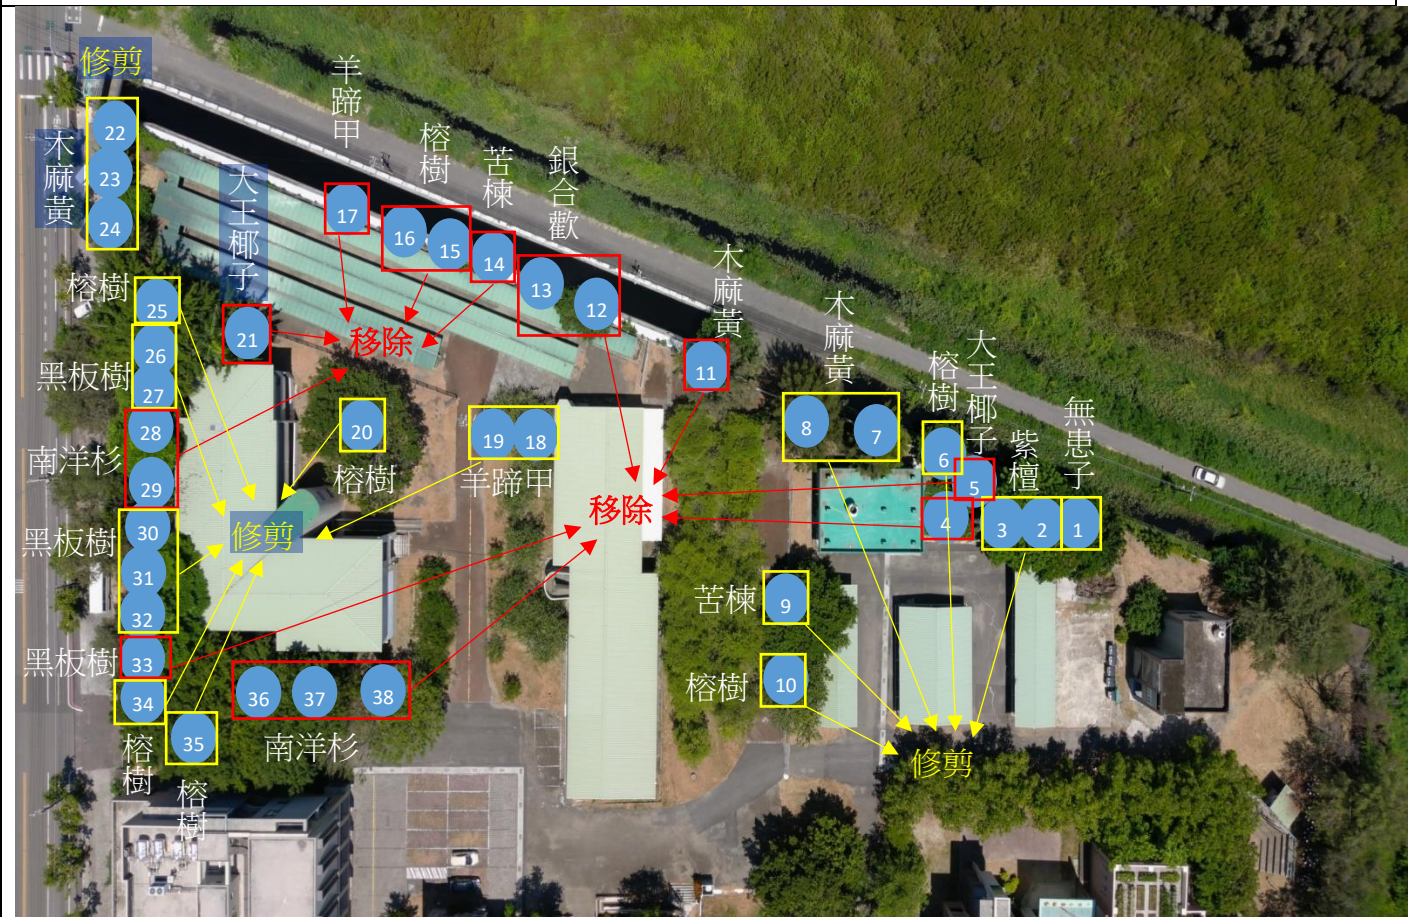 修剪
22
23
24
木麻黃
羊蹄甲
17
榕樹
16
15
苦楝
14
銀合歡
13
12
大王椰子
21
移除
木麻黃
11
木麻黃
8
7
榕樹
6
大王椰子
5
4
紫檀
3
2
無患子
1
榕樹
25
黑板樹
26
27
南洋杉
28
29
20
榕樹
19
18
羊蹄甲
移除
修剪
黑板樹
30
31
32
黑板樹
33
34
榕樹
35
榕樹
36
37
38
南洋杉
苦楝
9
榕樹
10
修剪